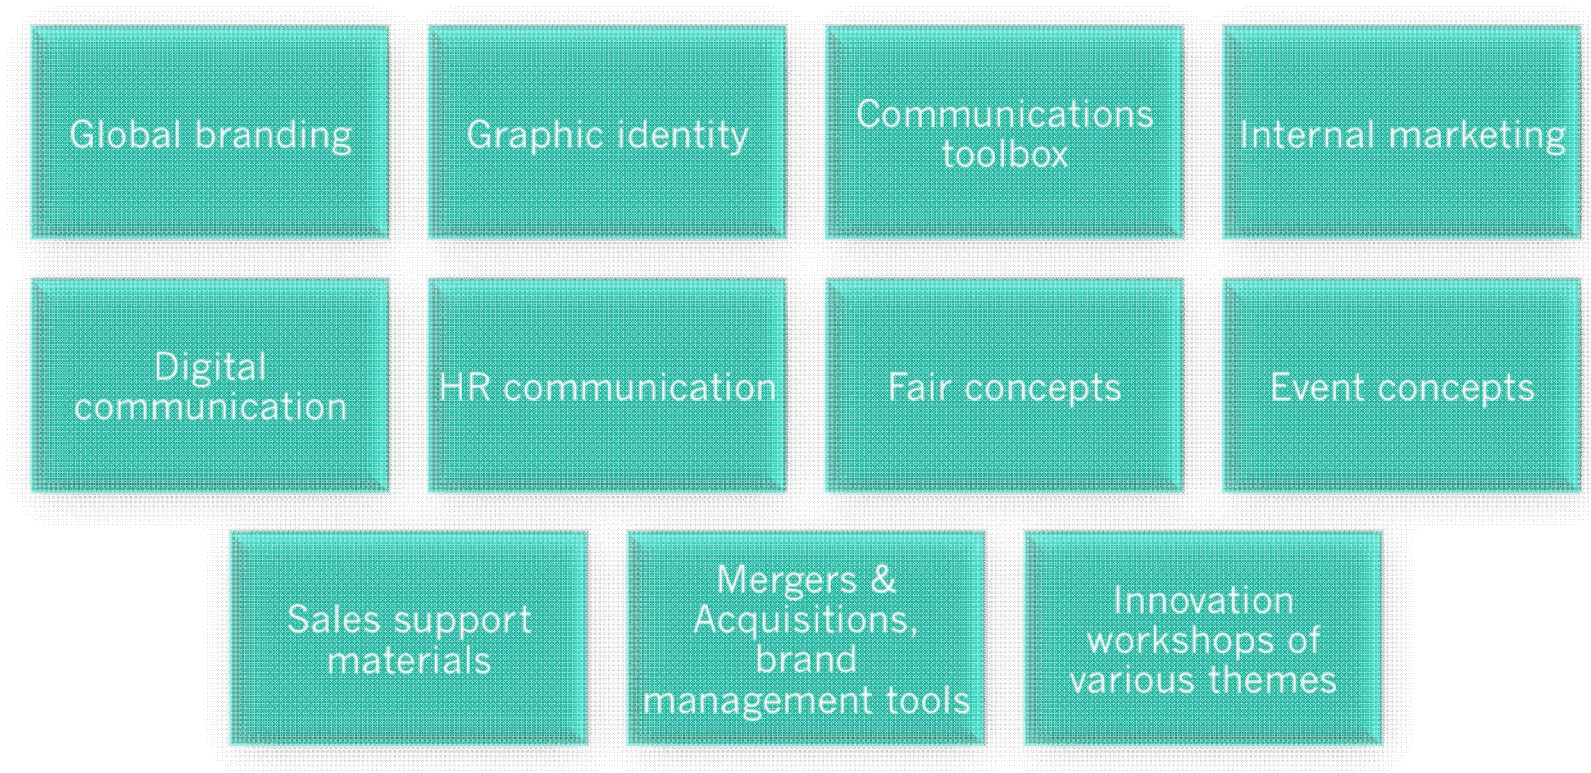 Global branding
Graphic identity
Communications
toolbox
Internal marketing
Digital
communication
HR communication
Fair concepts
Event concepts
Sales support
materials
Mergers &
Acquisitions,
brand
management tools
Innovation
workshops of
various themes